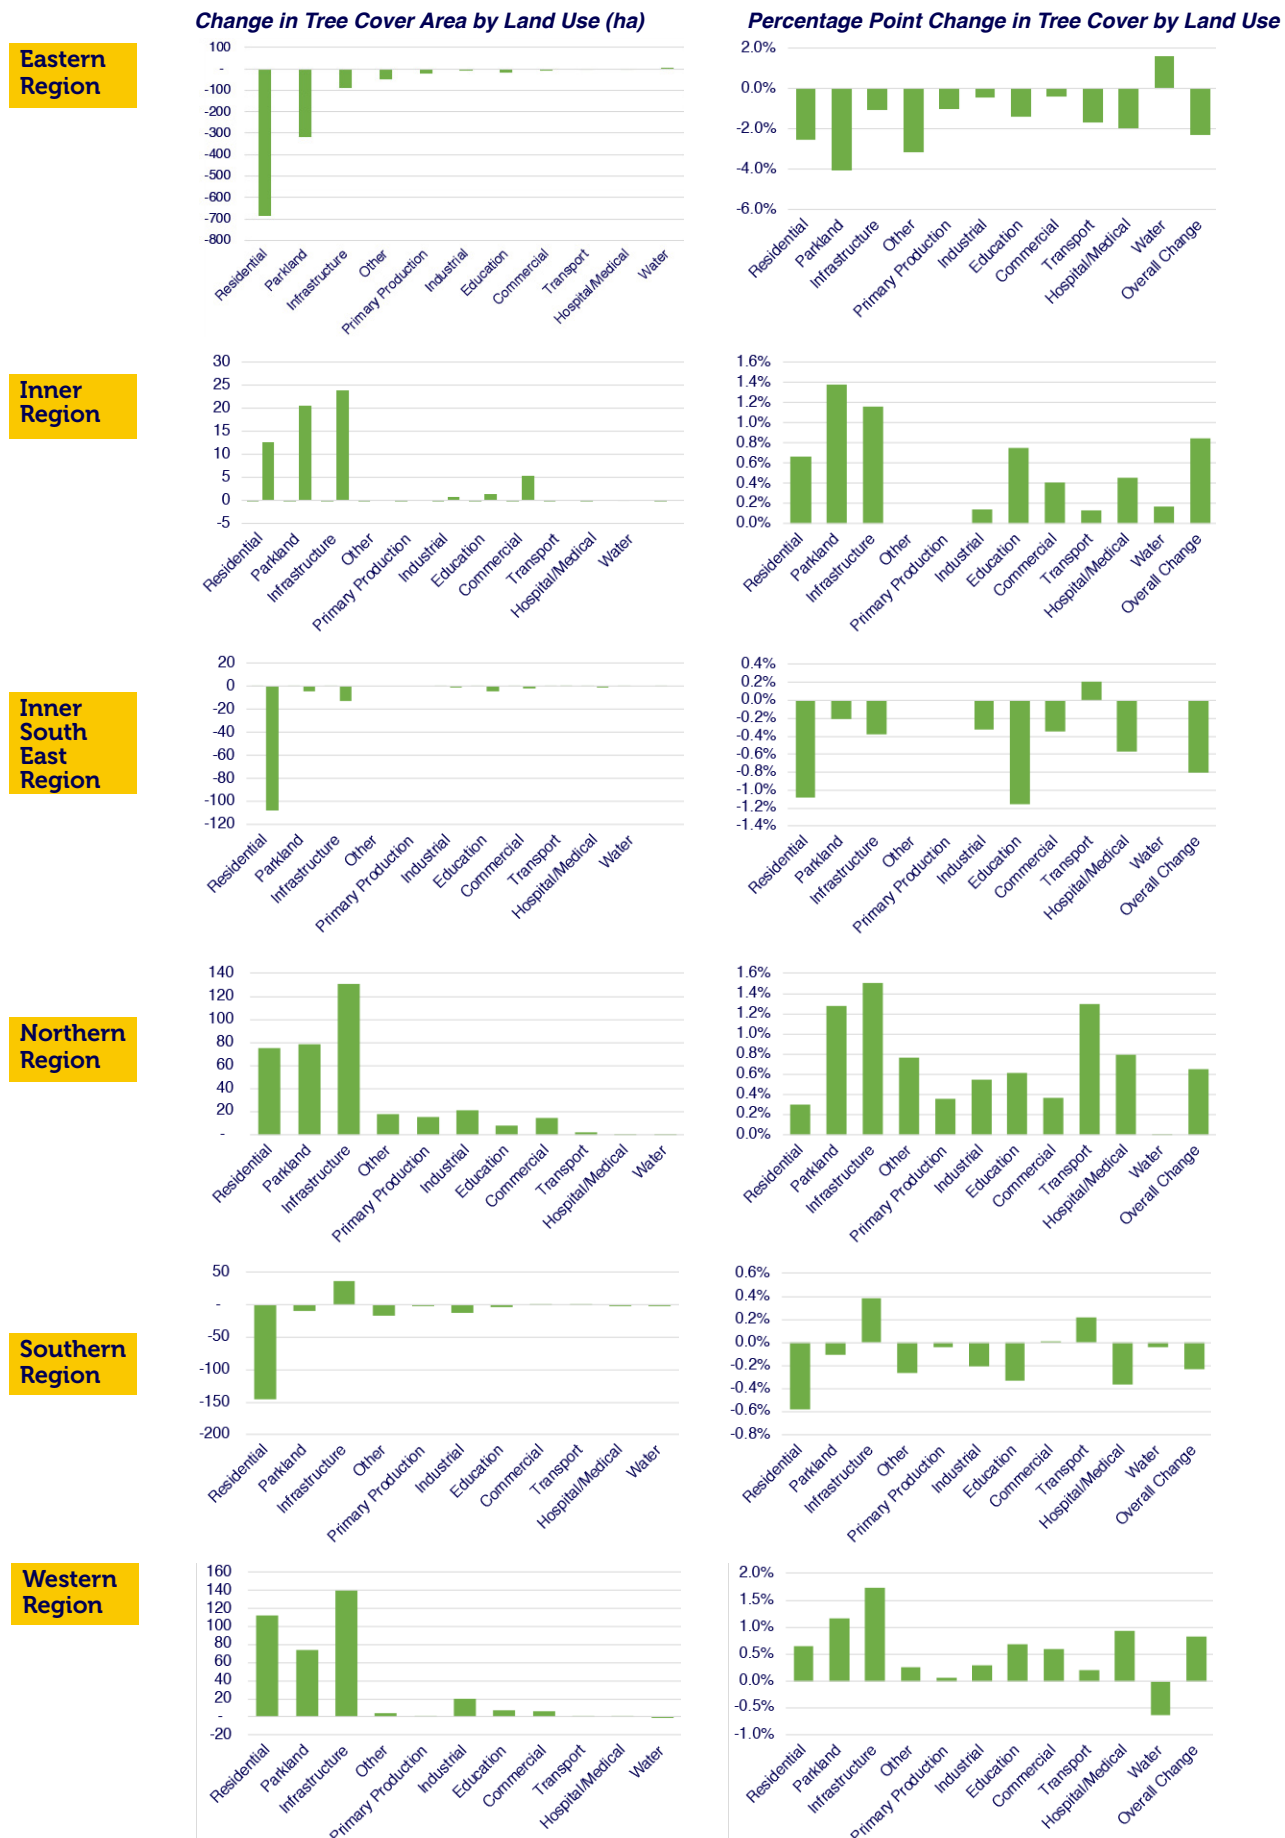 Change in Tree Cover Area by Land Use (ha)
Percentage Point Change in Tree Cover by Land Use
Eastern
Region
100
-
-100
-200
-300
-400
-500
-600
-700
-800
Residential
Parkland
Infrastructure
Other
Primary Production
Industrial
Education
Commercial
Transport
Hospital/Medical
Water
2.0%
0.0%
-2.0%
-4.0%
-6.0%
Residential
Parkland
Infrastructure
Other
Primary Production
Industrial
Education
Commercial
Transport
Hospital/Medical
Water
Overall Change
Inner
Region
30
25
20
15
10
5
0
-5
Residential
Parkland
Infrastructure
Other
Primary Production
Industrial
Education
Commercial
Transport
Hospital/Medical
Water
1.6%
1.4%
1.2%
1.0%
0.8%
0.6%
0.4%
0.2%
0.0%
Residential
Parkland
Infrastructure
Other
Primary Production
Industrial
Education
Commercial
Transport
Hospital/Medical
Water
Overall Change
Inner
South
East
Region
20
0
-20
-40
-60
-80
-100
-120
Residential
Parkland
Infrastructure
Other
Primary Production
Industrial
Education
Commercial
Transport
Hospital/Medical
Water
0.4%
0.2%
0.0%
-0.2%
-0.4%
-0.6%
-0.8%
-1.0%
-1.2%
-1.4%
Residential
Parkland
Infrastructure
Other
Primary Production
Industrial
Education
Commercial
Transport
Hospital/Medical
Water
Overall Change
Northern
Region
140
120
100
80
60
40
20
-
Residential
Parkland
Infrastructure
Other
Primary Production
Industrial
Education
Commercial
Transport
Hospital/Medical
Water
1.6%
1.4%
1.2%
1.0%
0.8%
0.6%
0.4%
0.2%
0.0%
Residential
Parkland
Infrastructure
Other
Primary Production
Industrial
Education
Commercial
Transport
Hospital/Medical
Water
Overall Change
Southern
Region
50
-
-50
-100
-150
-200
Residential
Parkland
Infrastructure
Other
Primary Production
Industrial
Education
Commercial
Transport
Hospital/Medical
Water
0.6%
0.4%
0.2%
0.0%
-0.2%
-0.4%
-0.6%
-0.8%
Residential
Parkland
Infrastructure
Other
Primary Production
Industrial
Education
Commercial
Transport
Hospital/Medical
Water
Overall Change
Western
Region
160
140
120
100
80
60
40
20
-
-20
Residential
Parkland
Infrastructure
Other
Primary Production
Industrial
Education
Commercial
Transport
Hospital/Medical
Water
2.0%
1.5%
1.0%
0.5%
0.0%
-0.5%
-1.0%
Residential
Parkland
Infrastructure
Other
Primary Production
Industrial
Education
Commercial
Transport
Hospital/Medical
Water
Overall Change